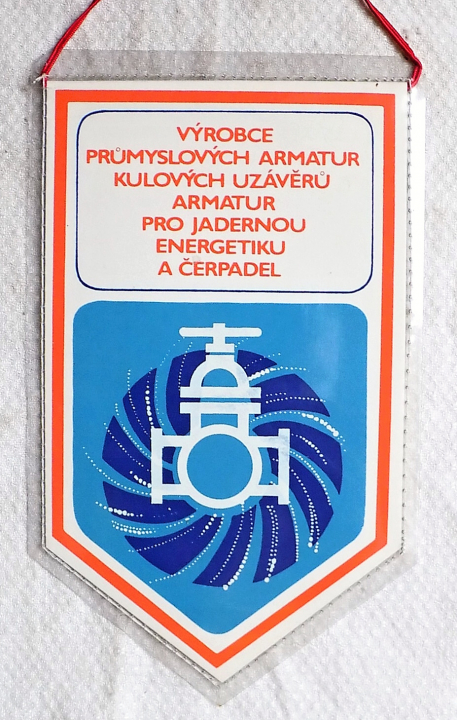 VÝROBCE
PRŮMYSLOVÝCH ARMATUR
KULOVÝCH UZÁVĚRŮ
ARMATUR
PRO JADERNOU
ENERGETIKU
A ČERPADEL